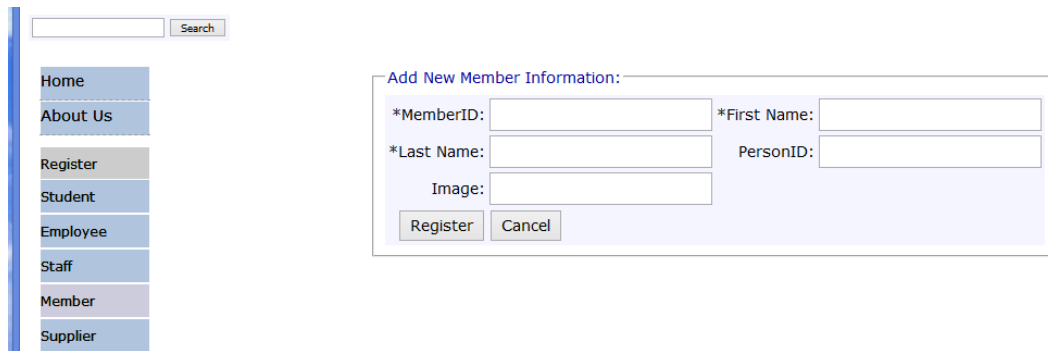 Search
Home
About Us
Register
Student
Employee
Staff
Member
Supplier
Add New Member Information:
*MemberID:
*First Name:
*Last Name:
PersonID:
Image:
Register Cancel